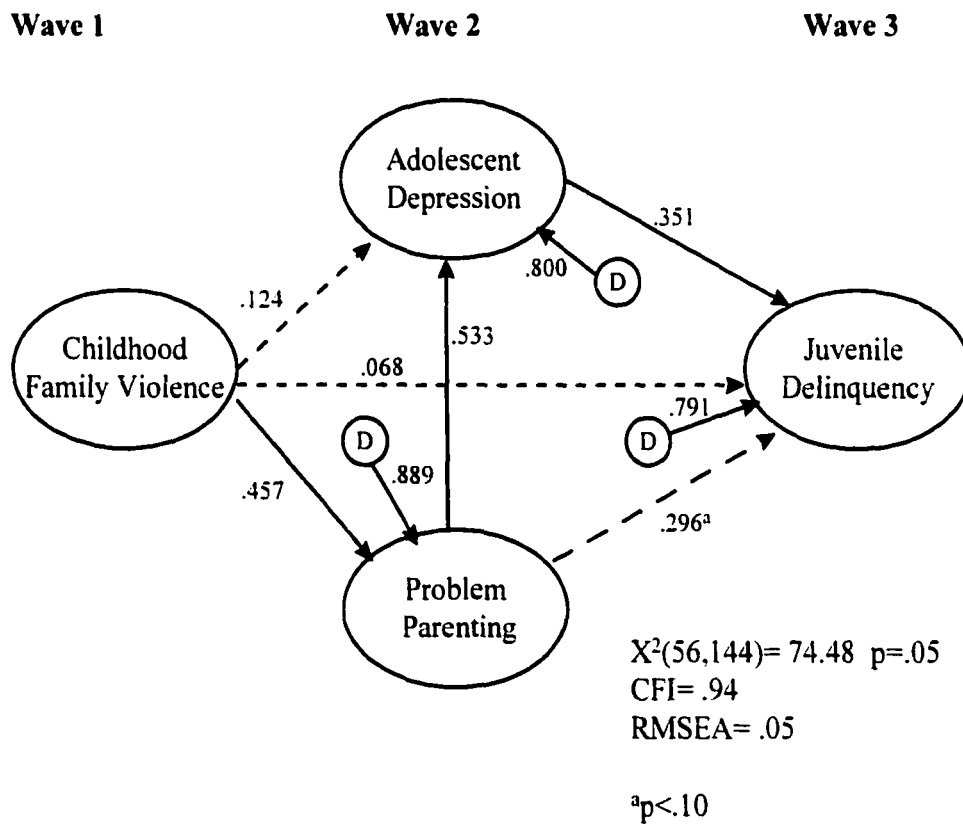 Wave 1 Wave 2 Wave 3
Adolescent
Depression
.351
.800
D
.124
.533
Childhood
Family Violence
.068
Juvenile
Delinquency
.791
D
D
.889
.457
.296ᵃ
Problem
Parenting
X²(56,144)= 74.48 p=.05
CFI= .94
RMSEA= .05
ᵃp<.10